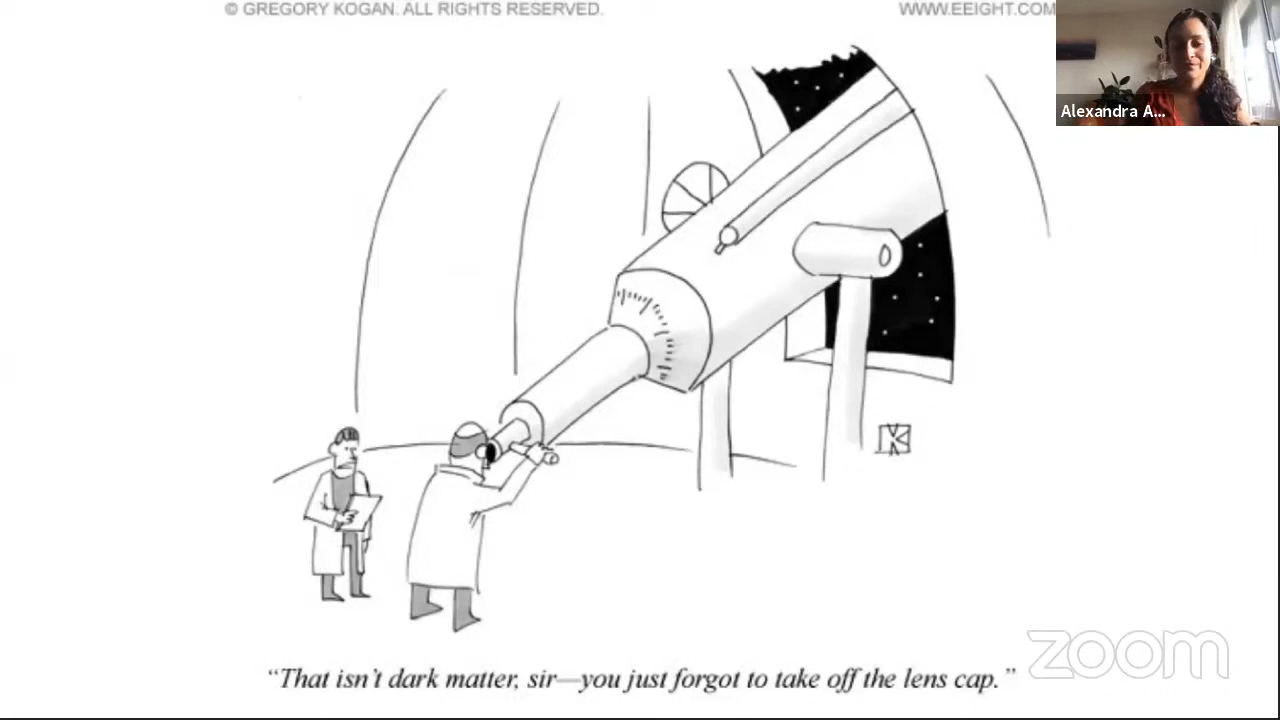 © GREGORY KOGAN. ALL RIGHTS RESERVED.
WWW.EEIGHT.COM
Alexandra A...
zoom
“That isn’t dark matter, sir—you just forgot to take off the lens cap.”